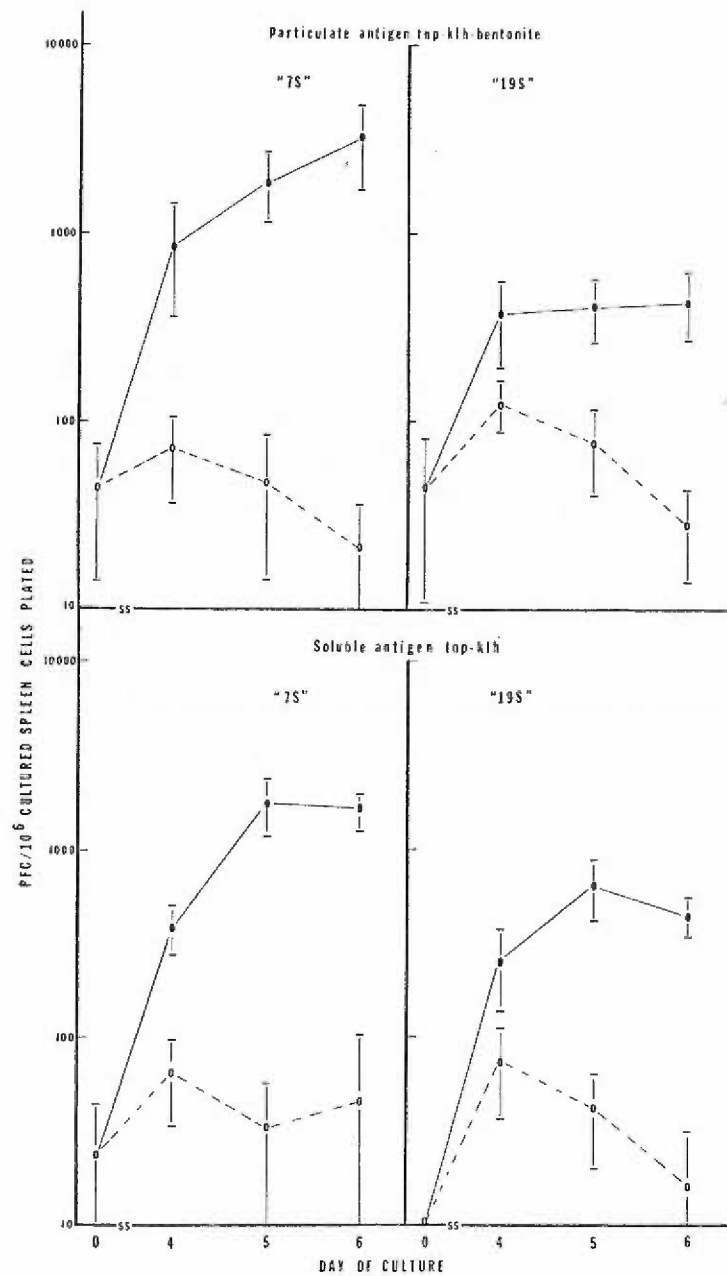 Particulate antigen tnp-klh-bentonite
"7S" "19S"
10000
1000
100
10
SS SS
PFC/10⁶ CULTURED SPLEEN CELLS PLATED
Soluble antigen tnp-klh
"7S" "19S"
10000
1000
100
10
SS SS
0 4 5 6 0 4 5 6
DAY OF CULTURE